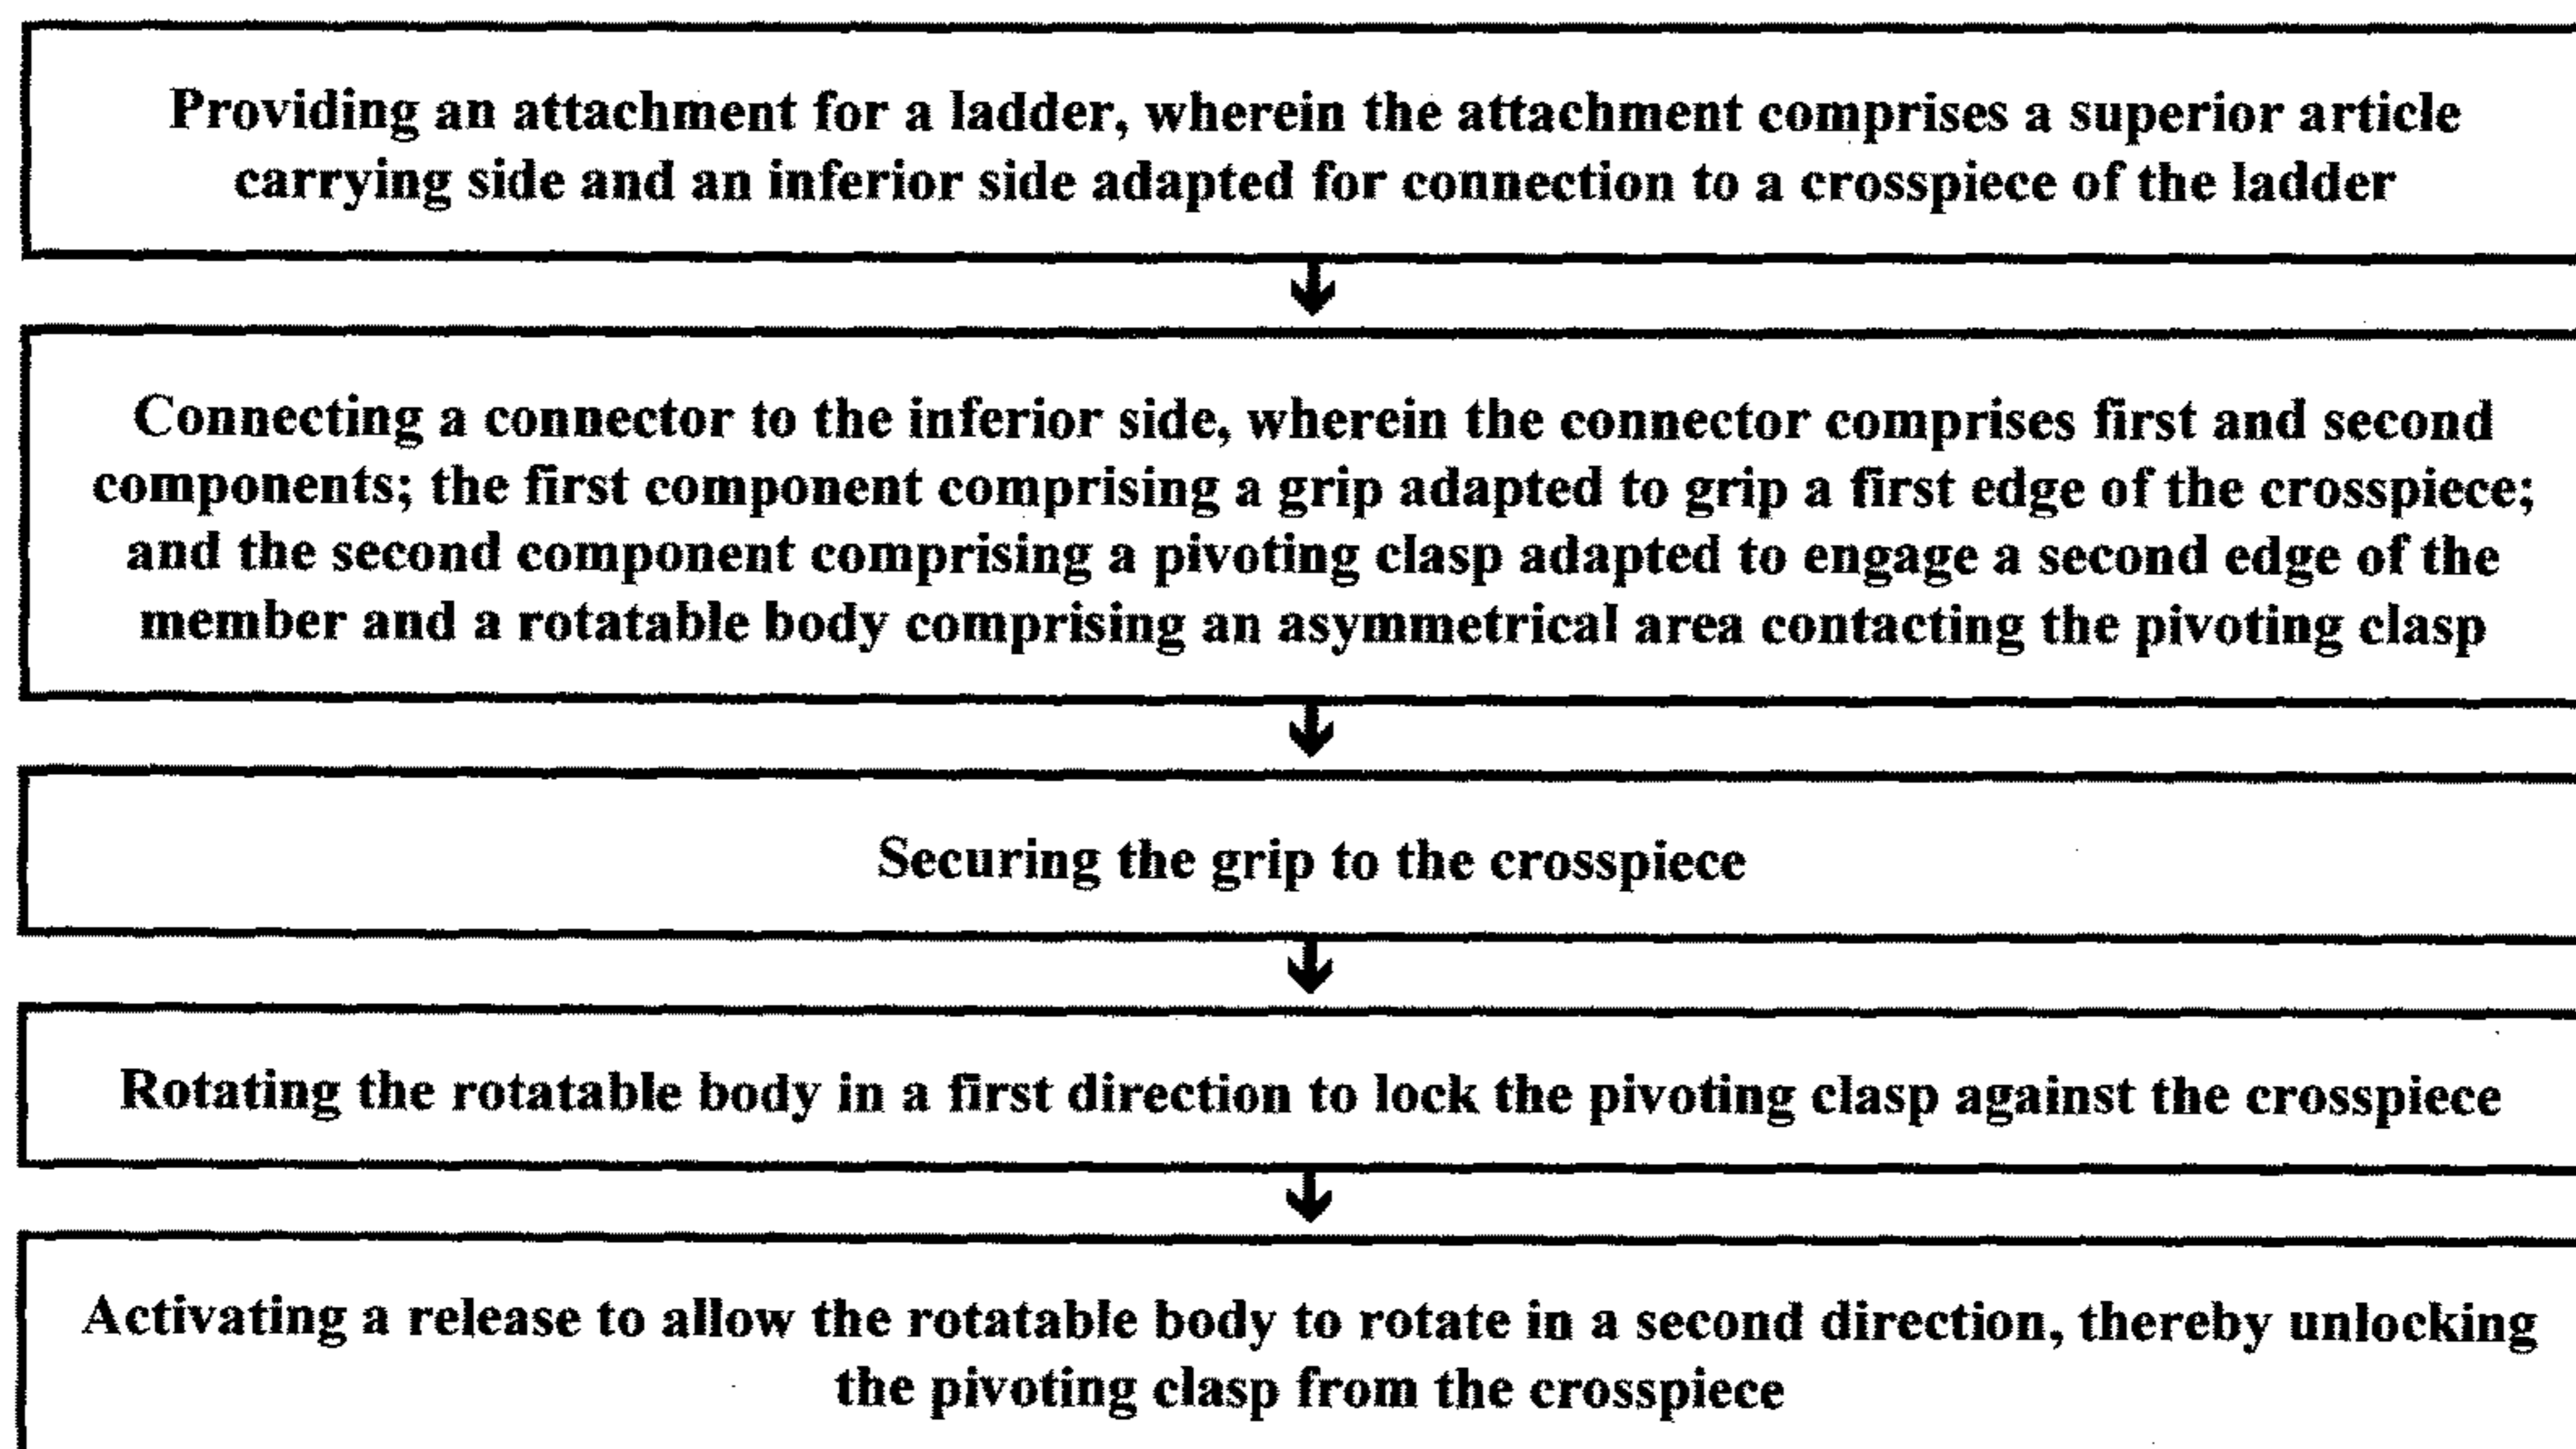 Providing an attachment for a ladder, wherein the attachment comprises a superior article
carrying side and an inferior side adapted for connection to a crosspiece of the ladder
Connecting a connector to the inferior side, wherein the connector comprises first and second
components; the first component comprising a grip adapted to grip a first edge of the crosspiece;
and the second component comprising a pivoting clasp adapted to engage a second edge of the
member and a rotatable body comprising an asymmetrical area contacting the pivoting clasp
Securing the grip to the crosspiece
Rotating the rotatable body in a first direction to lock the pivoting clasp against the crosspiece
Activating a release to allow the rotatable body to rotate in a second direction, thereby unlocking
the pivoting clasp from the crosspiece